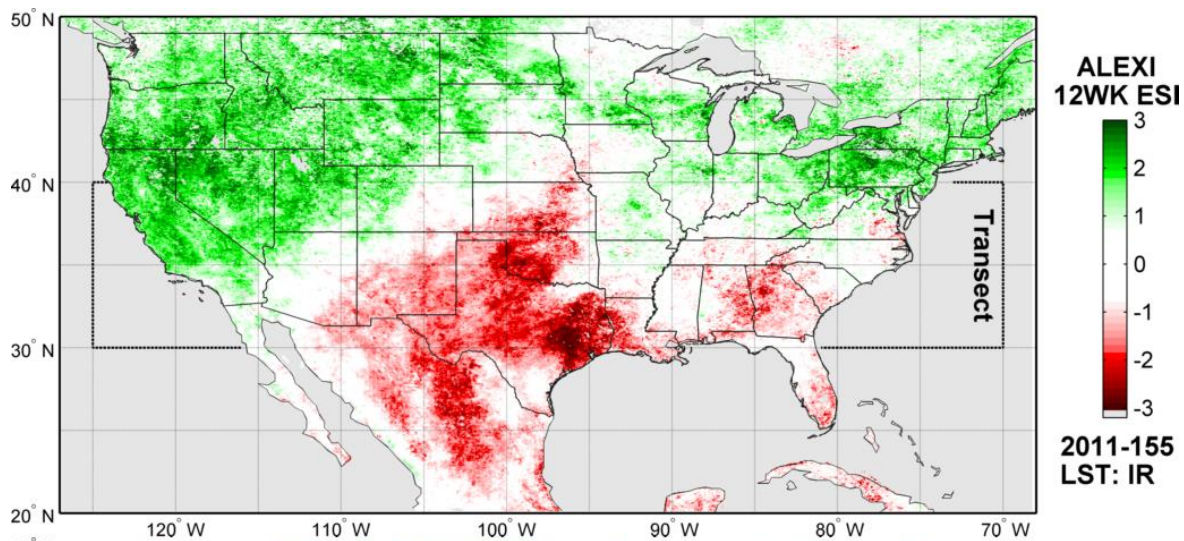 50° N
40° N
30° N
20° N
120° W
110° W
100° W
90° W
80° W
70° W
Transect
ALEXI
12WK ESI
3
2
1
0
-1
-2
-3
2011-155
LST: IR